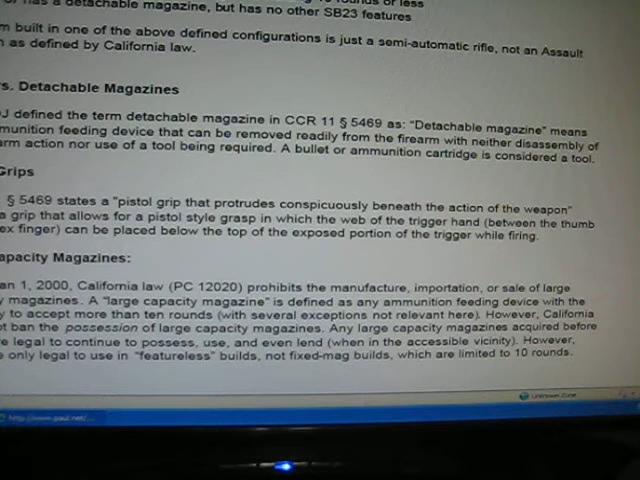 has a detachable magazine, but has no other SB23 features
m built in one of the above defined configurations is just a semi-automatic rifle, not an Assault
n as defined by California law.
s. Detachable Magazines
J defined the term detachable magazine in CCR 11 § 5469 as: "Detachable magazine" means
munition feeding device that can be removed readily from the firearm with neither disassembly of
arm action nor use of a tool being required. A bullet or ammunition cartridge is considered a tool.
Grips
§ 5469 states a "pistol grip that protrudes conspicuously beneath the action of the weapon"
a grip that allows for a pistol style grasp in which the web of the trigger hand (between the thumb
ex finger) can be placed below the top of the exposed portion of the trigger while firing.
apacity Magazines:
an 1, 2000, California law (PC 12020) prohibits the manufacture, importation, or sale of large
y magazines. A "large capacity magazine" is defined as any ammunition feeding device with the
y to accept more than ten rounds (with several exceptions not relevant here). However, California
ot ban the possession of large capacity magazines. Any large capacity magazines acquired before
e legal to continue to possess, use, and even lend (when in the accessible vicinity). However,
e only legal to use in "featureless" builds, not fixed-mag builds, which are limited to 10 rounds.
Unknown Zone